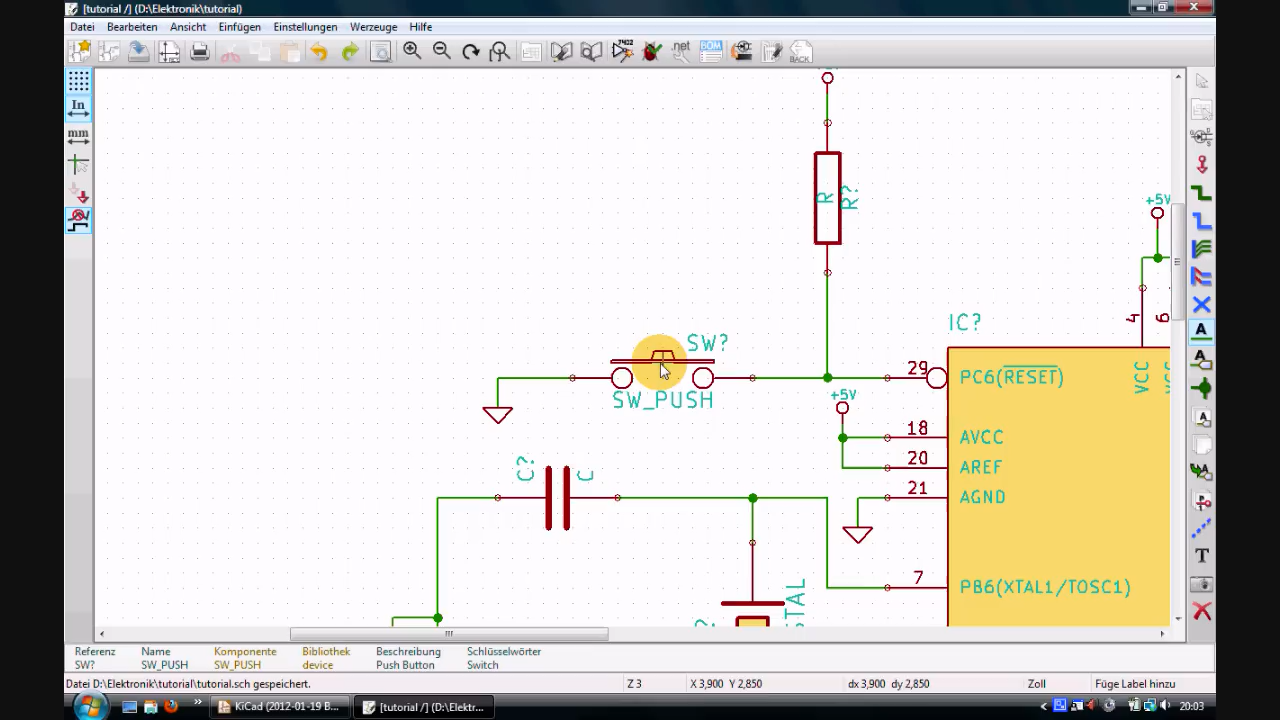 [tutorial /] (D:\Elektronik\tutorial)
Datei Bearbeiten Ansicht Einfügen Einstellungen Werkzeuge Hilfe
BOM
.net
BACK
In
mm
R
R?
+5V
IC?
4
6
VCC
SW?
SW_PUSH
29
PC6(RESET)
+5V
18
AVCC
20
AREF
21
AGND
C?
C
7
PB6(XTAL1/TOSC1)
Referenz Name Komponente Bibliothek Beschreibung Schlüsselwörter
SW? SW_PUSH SW_PUSH device Push Button Switch
Datei D:\Elektronik\tutorial\tutorial.sch gespeichert. Z 3 X 3,900 Y 2,850 dx 3,900 dy 2,850 Zoll Füge Label hinzu
KiCad (2012-01-19 B... [tutorial /] (D:\Elektr... 20:03